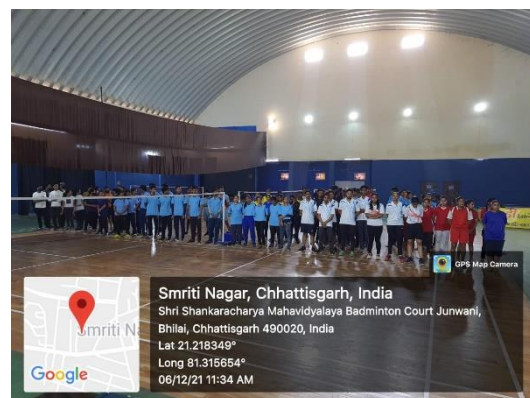 GPS Map Camera
Smriti Nagar, Chhattisgarh, India
Shri Shankaracharya Mahavidyalaya Badminton Court Junwani,
Bhilai, Chhattisgarh 490020, India
Lat 21.218349°
Long 81.315654°
06/12/21 11:34 AM
Smriti N
Google